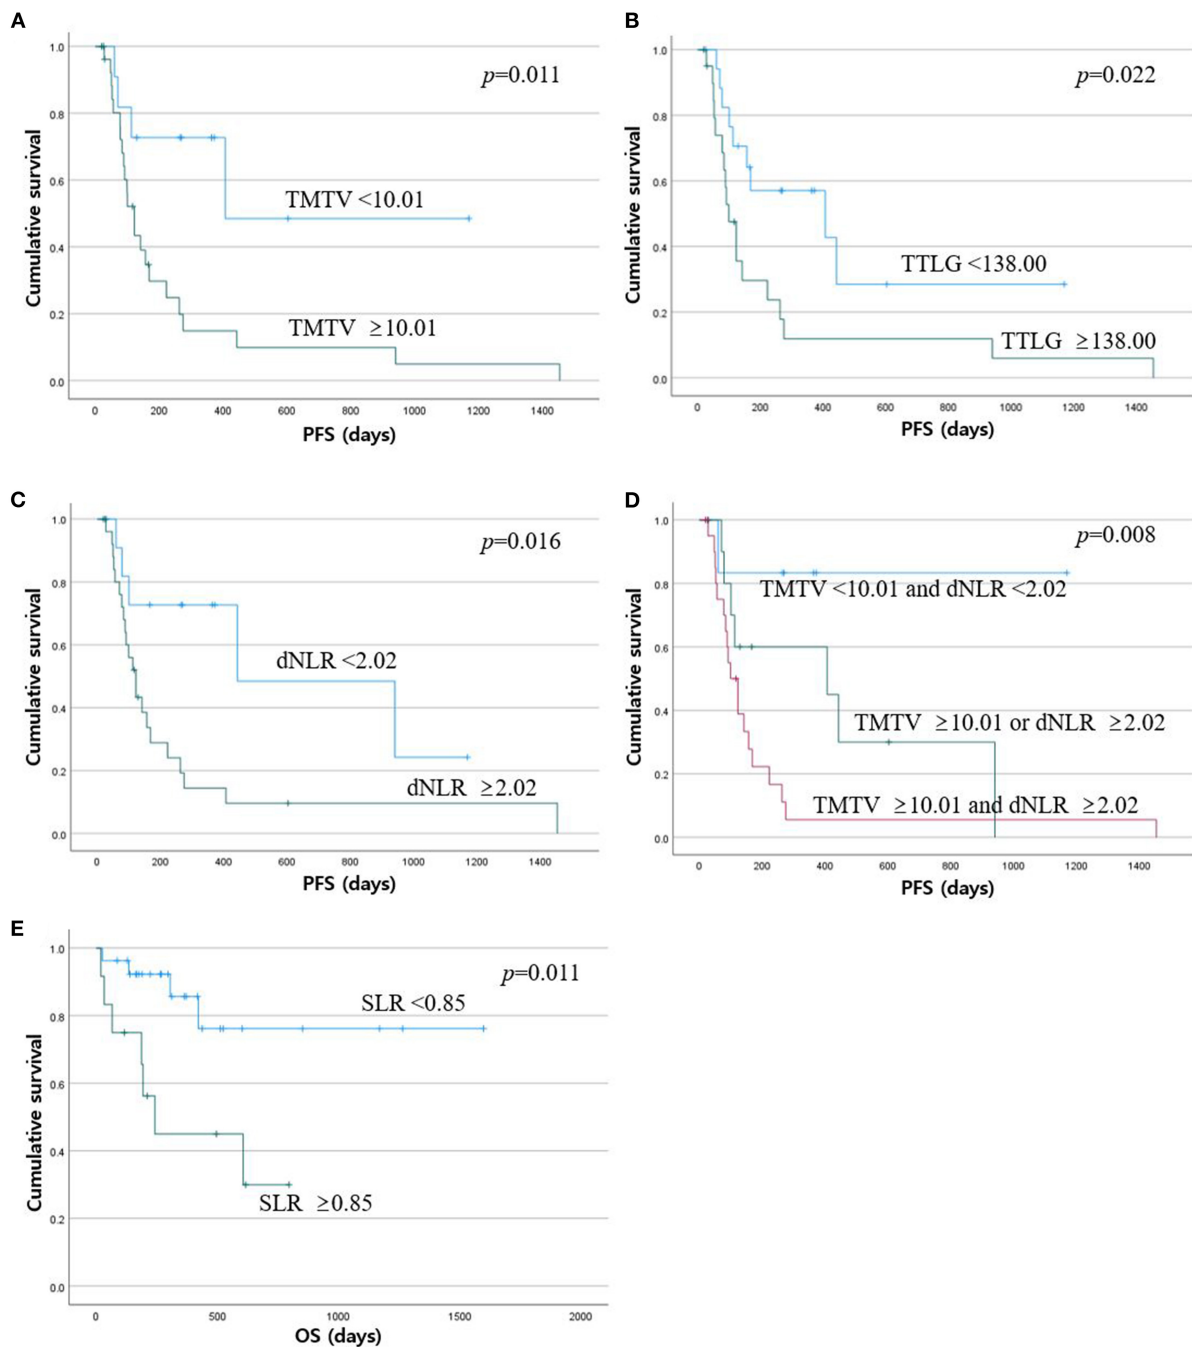 A
p=0.011
Cumulative survival
1.0
0.8
0.6
0.4
0.2
0.0
TMTV <10.01
TMTV ≥10.01
0 200 400 600 800 1000 1200 1400
PFS (days)
B
p=0.022
Cumulative survival
1.0
0.8
0.6
0.4
0.2
0.0
TTLG <138.00
TTLG ≥138.00
0 200 400 600 800 1000 1200 1400
PFS (days)
C
p=0.016
Cumulative survival
1.0
0.8
0.6
0.4
0.2
0.0
dNLR <2.02
dNLR ≥2.02
0 200 400 600 800 1000 1200 1400
PFS (days)
D
p=0.008
Cumulative survival
1.0
0.8
0.6
0.4
0.2
0.0
TMTV <10.01 and dNLR <2.02
TMTV ≥10.01 or dNLR ≥2.02
TMTV ≥10.01 and dNLR ≥2.02
0 200 400 600 800 1000 1200 1400
PFS (days)
E
p=0.011
Cumulative survival
1.0
0.8
0.6
0.4
0.2
0.0
SLR <0.85
SLR ≥0.85
0 500 1000 1500 2000
OS (days)